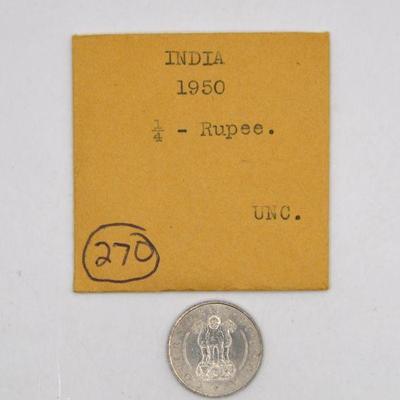 INDIA
1950
¼ - Rupee.
UNC.
270